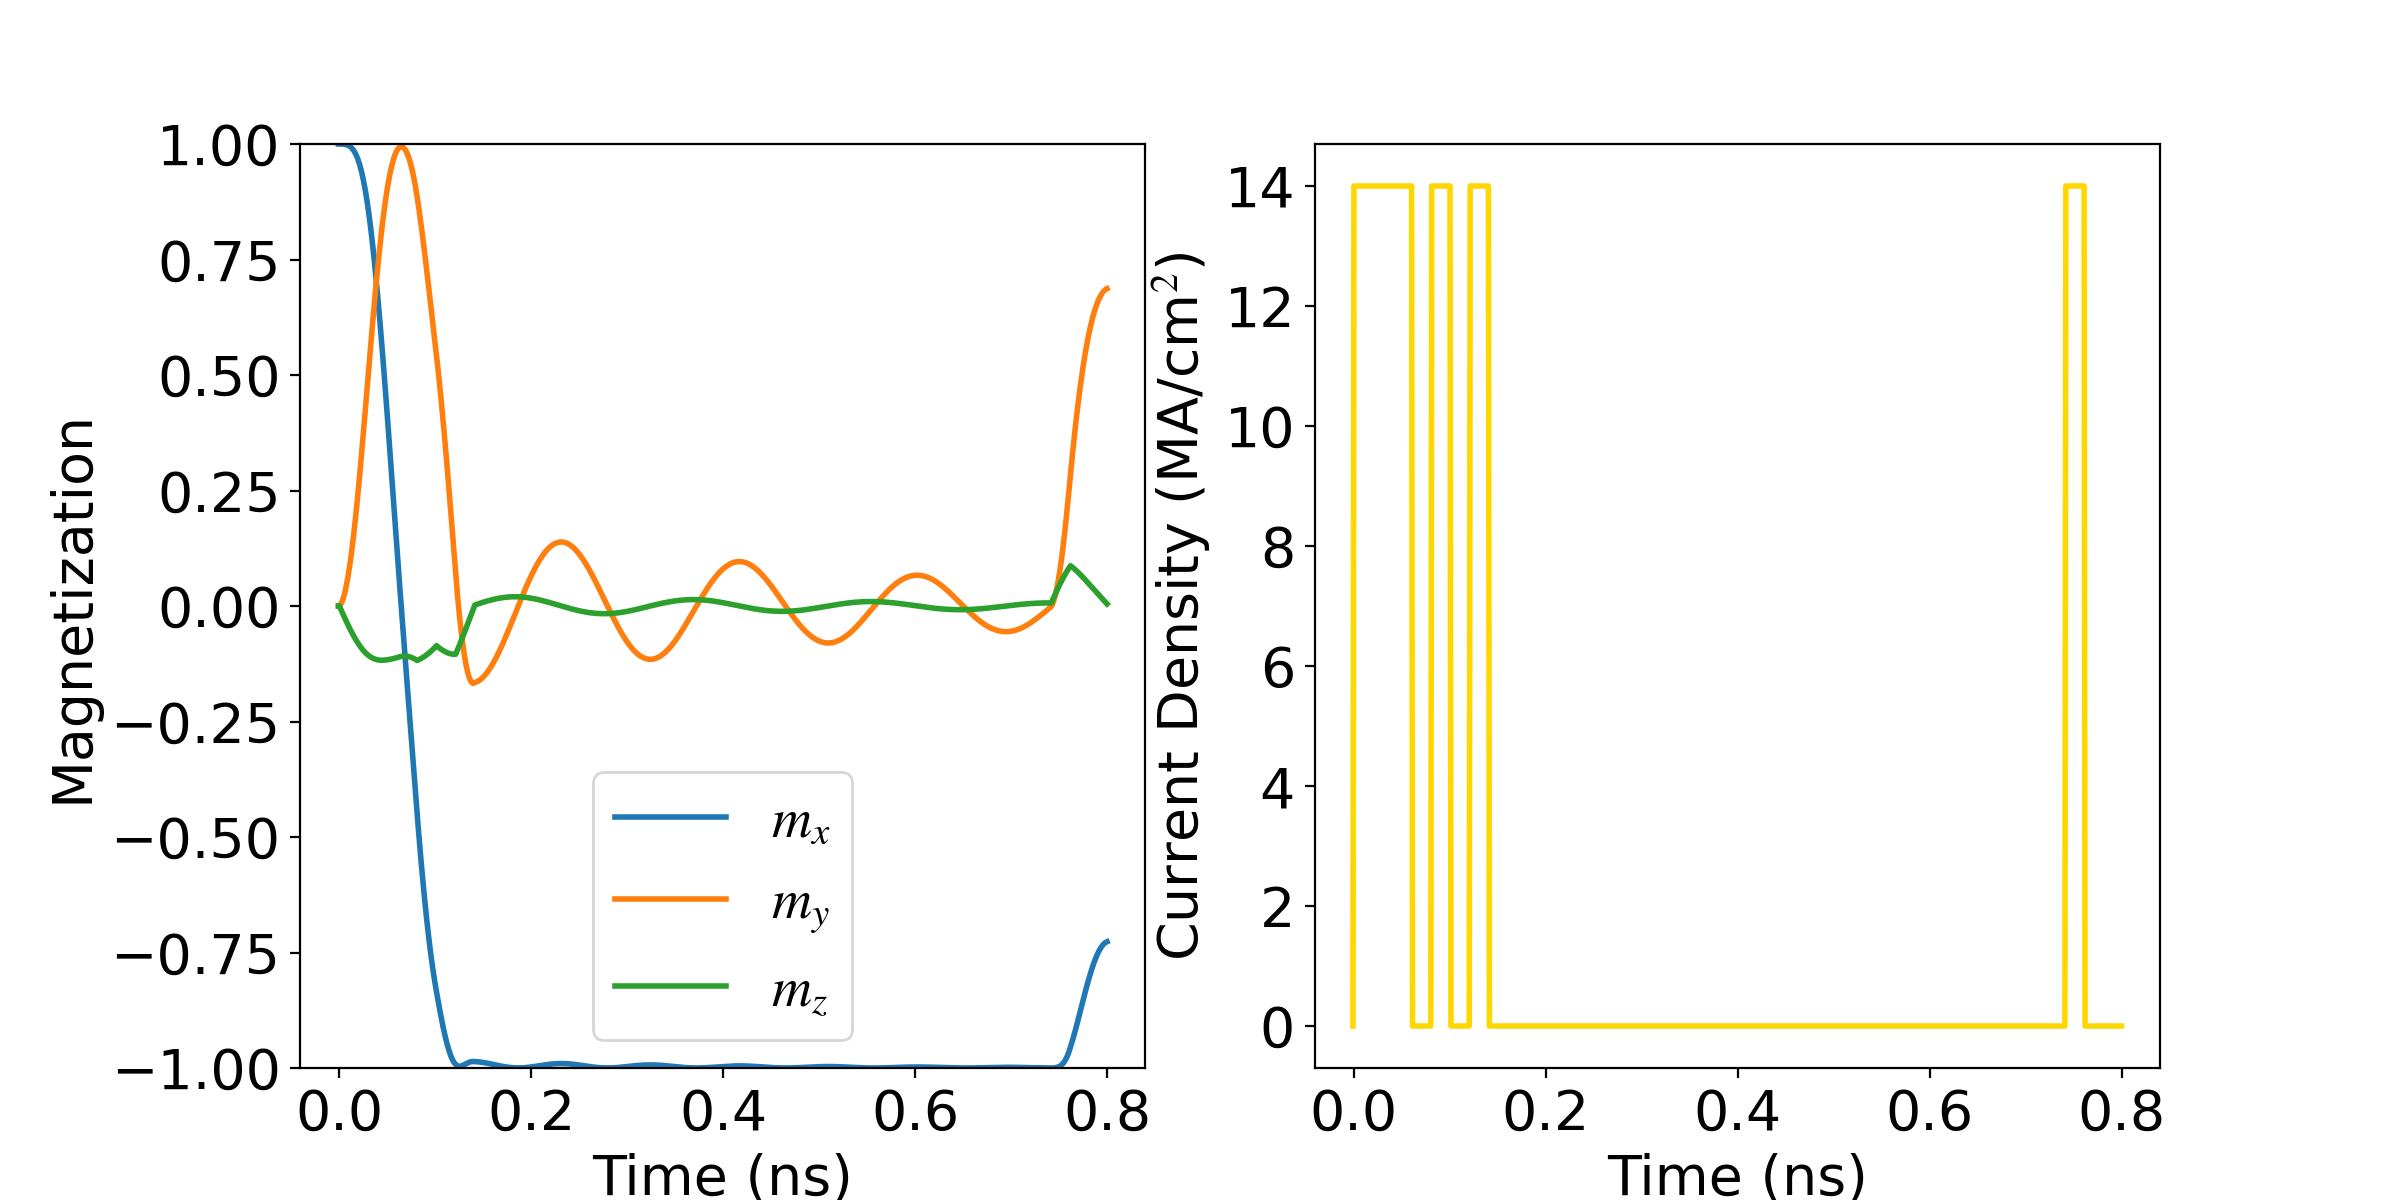 1.00
0.75
0.50
0.25
0.00
−0.25
−0.50
−0.75
−1.00
Magnetization
0.0 0.2 0.4 0.6 0.8
Time (ns)
m_x
m_y
m_z
14
12
10
8
6
4
2
0
Current Density (MA/cm²)
0.0 0.2 0.4 0.6 0.8
Time (ns)